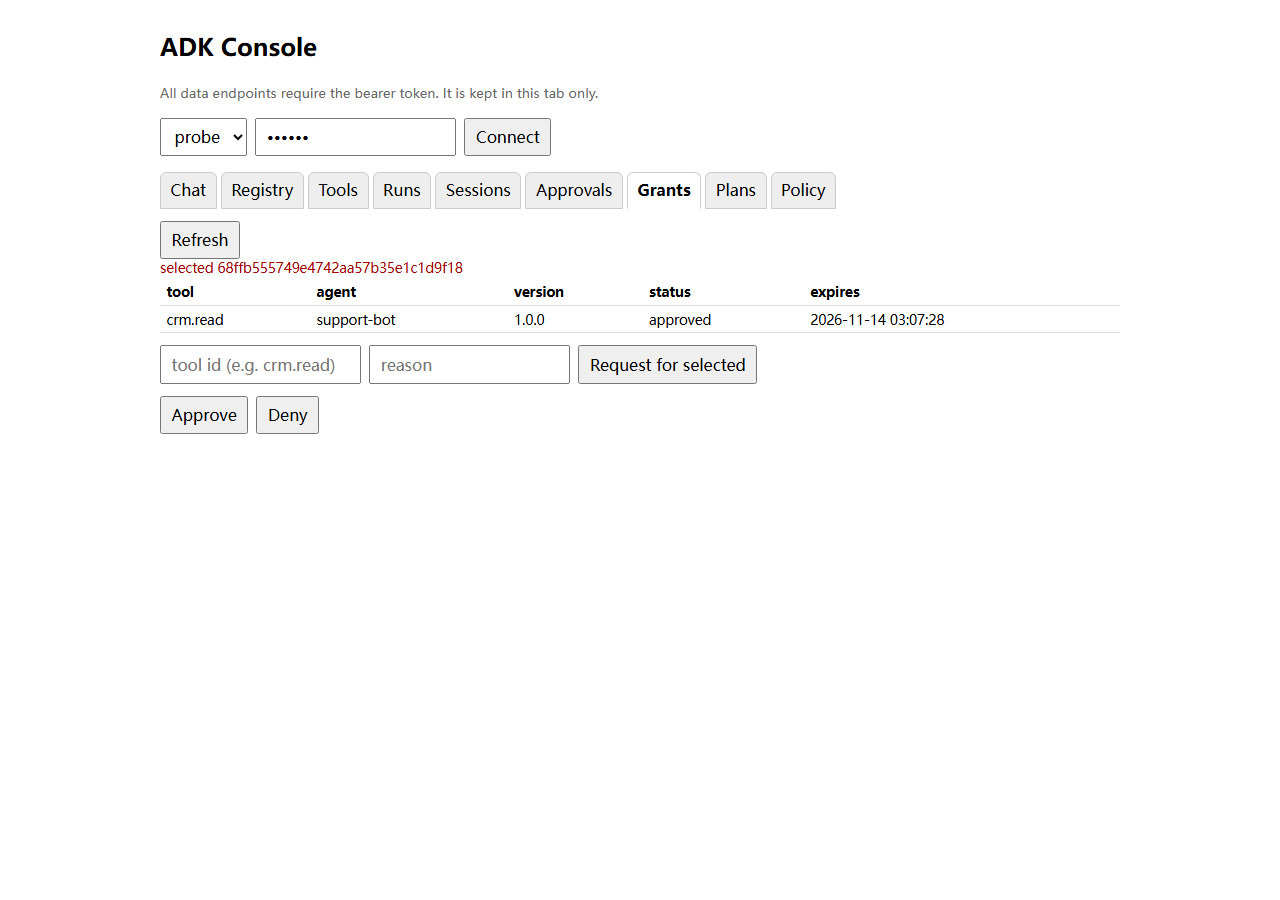 ADK Console
All data endpoints require the bearer token. It is kept in this tab only.
probe •••••• Connect
Chat Registry Tools Runs Sessions Approvals Grants Plans Policy
Refresh
selected 68ffb555749e4742aa57b35e1c1d9f18
tool agent version status expires
crm.read support-bot 1.0.0 approved 2026-11-14 03:07:28
tool id (e.g. crm.read) reason Request for selected
Approve Deny